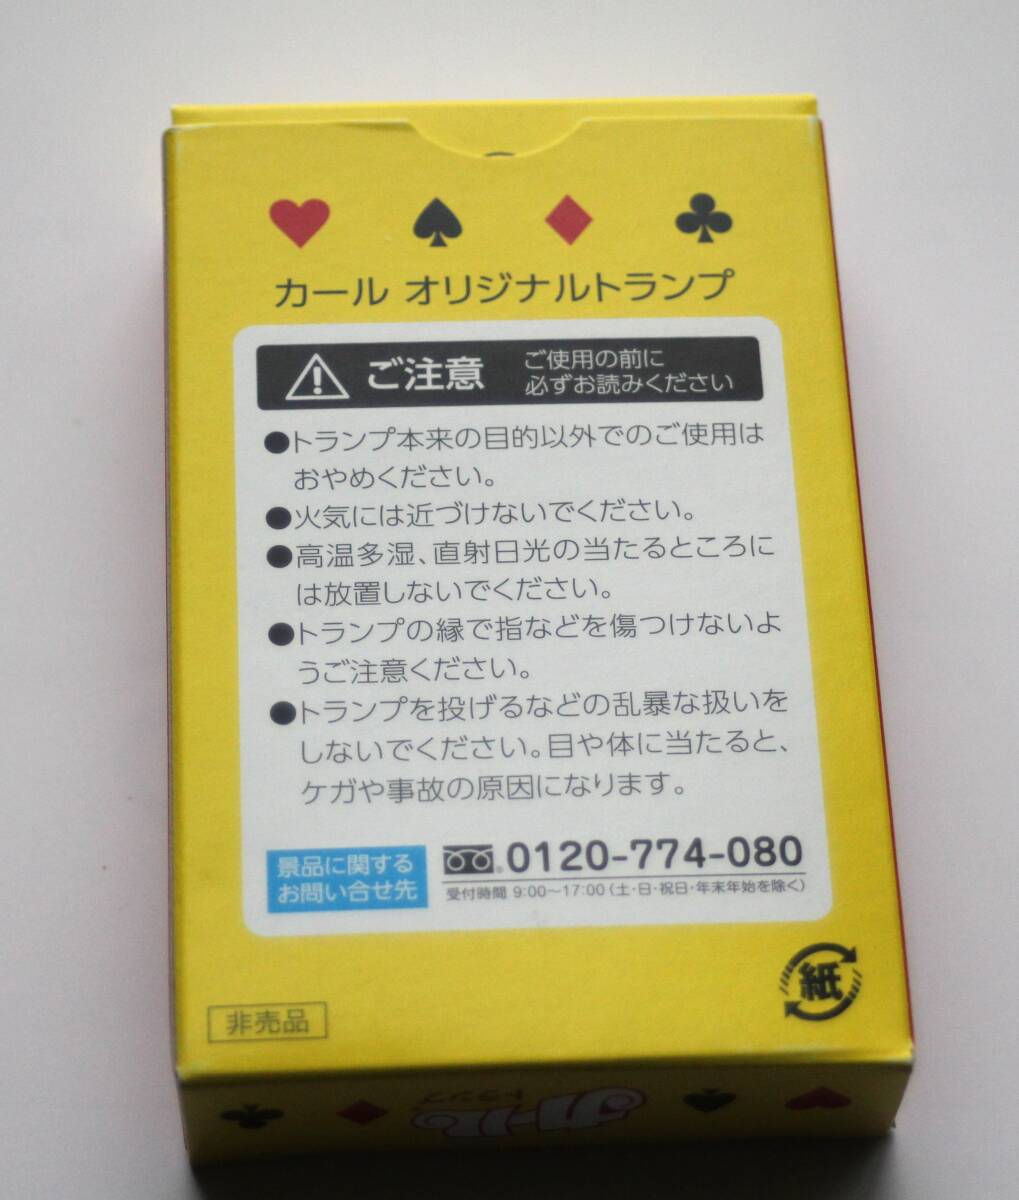 カール オリジナルトランプ
ご注意
ご使用の前に
必ずお読みください
●トランプ本来の目的以外でのご使用は
おやめください。
●火気には近づけないでください。
●高温多湿、直射日光の当たるところに
は放置しないでください。
●トランプの縁で指などを傷つけないよ
うご注意ください。
●トランプを投げるなどの乱暴な扱いを
しないでください。目や体に当たると、
ケガや事故の原因になります。
景品に関する
お問い合せ先
0120-774-080
受付時間 9:00～17:00(土・日・祝日・年末年始を除く)
紙
非売品
カール
トランプ